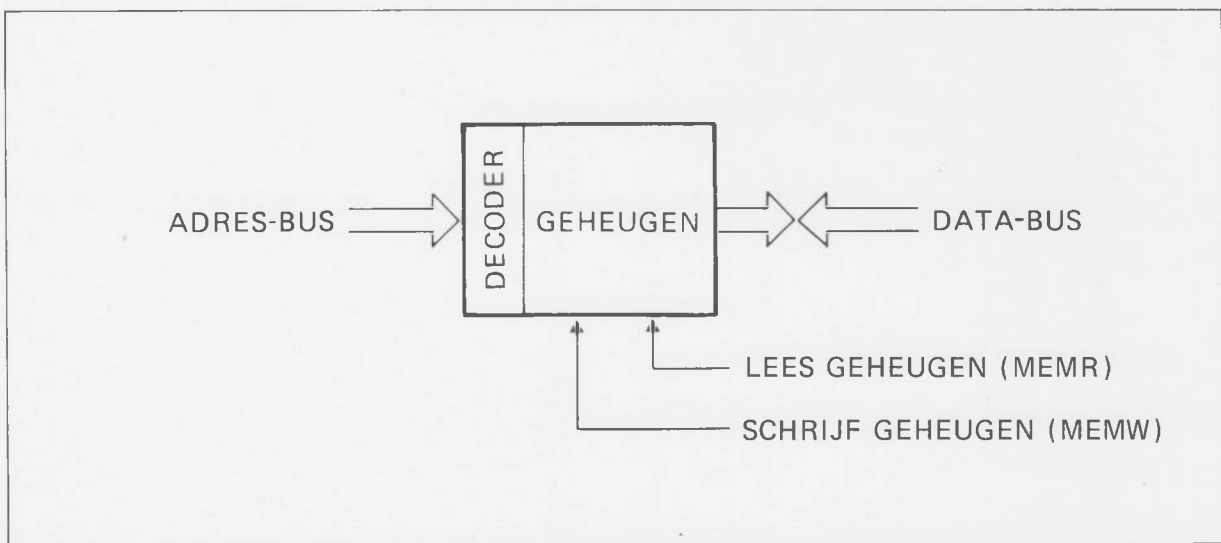 ADRES-BUS
DECODER
GEHEUGEN
DATA-BUS
LEES GEHEUGEN (MEMR)
SCHRIJF GEHEUGEN (MEMW)